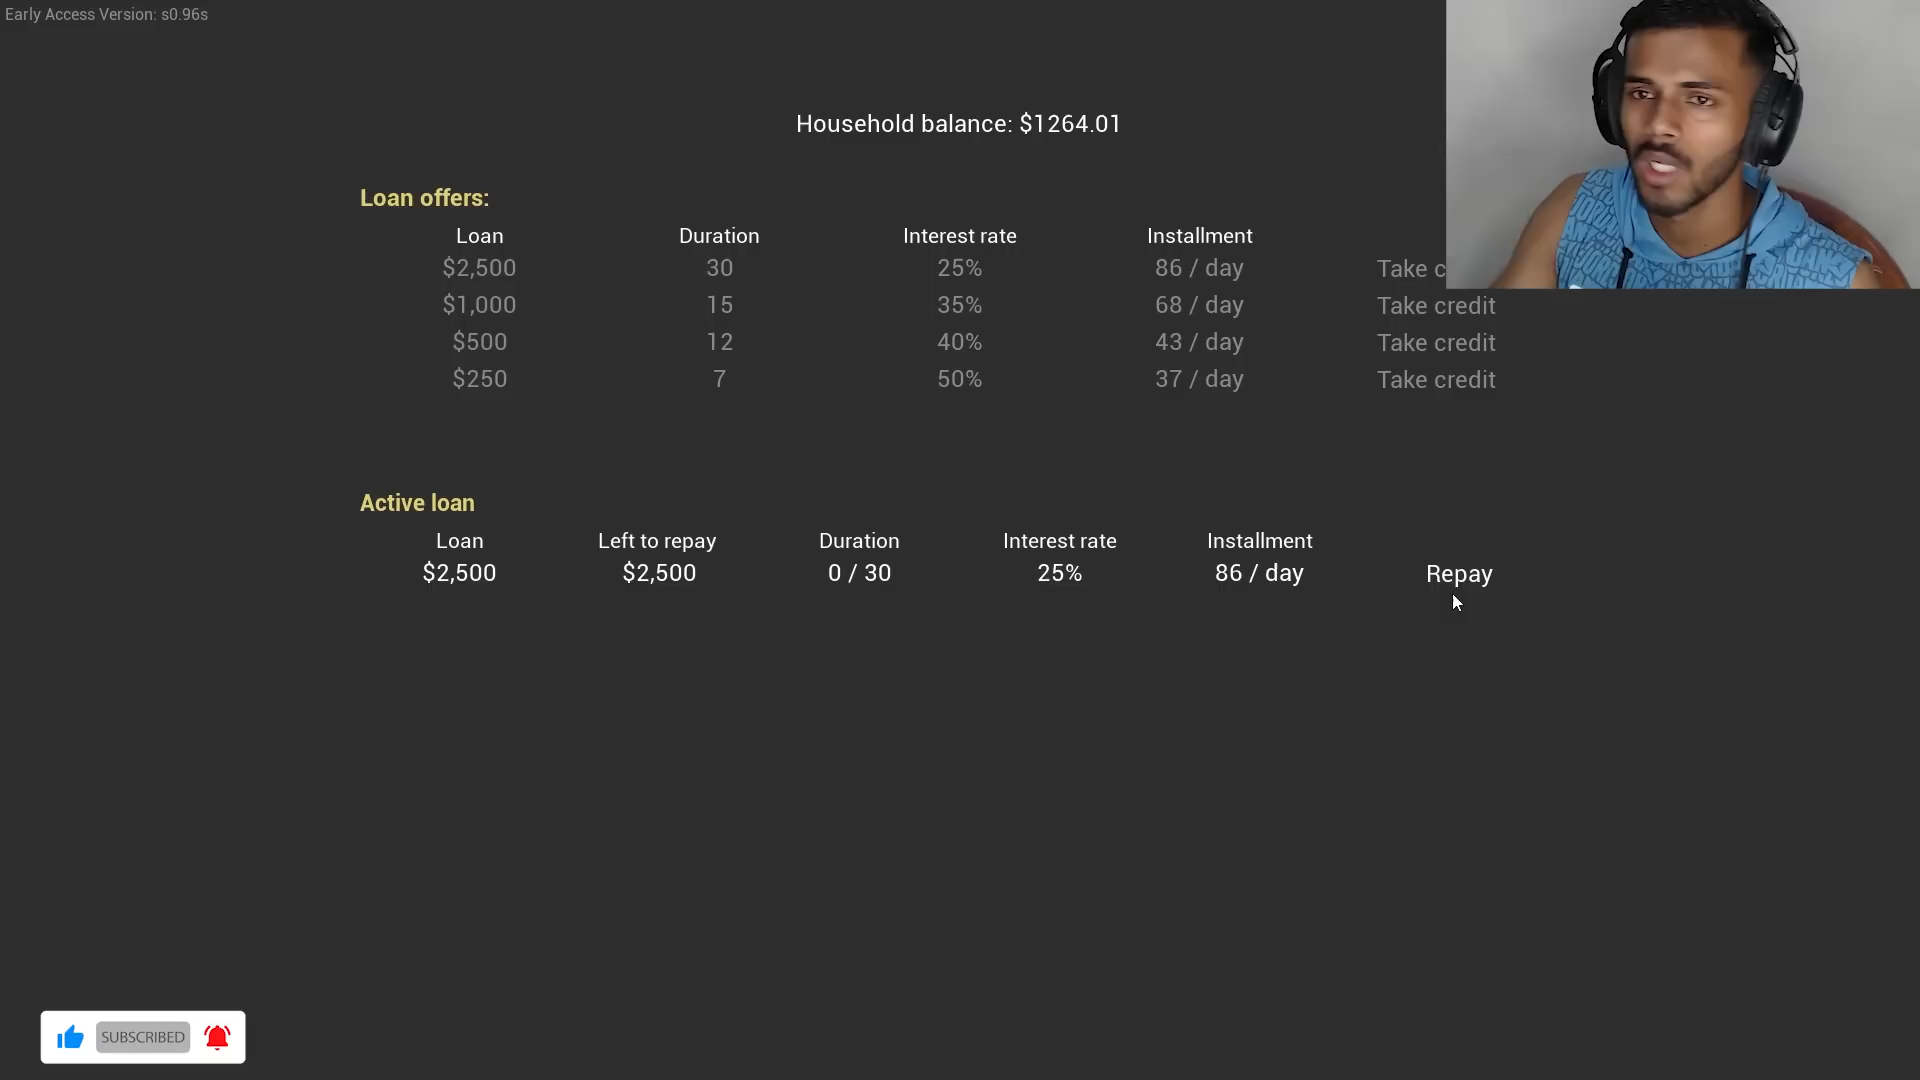 Early Access Version: s0.96s
Household balance: $1264.01
Loan offers:
Loan Duration Interest rate Installment
$2,500 30 25% 86 / day Take c
$1,000 15 35% 68 / day Take credit
$500 12 40% 43 / day Take credit
$250 7 50% 37 / day Take credit
Active loan
Loan Left to repay Duration Interest rate Installment
$2,500 $2,500 0 / 30 25% 86 / day Repay
SUBSCRIBED